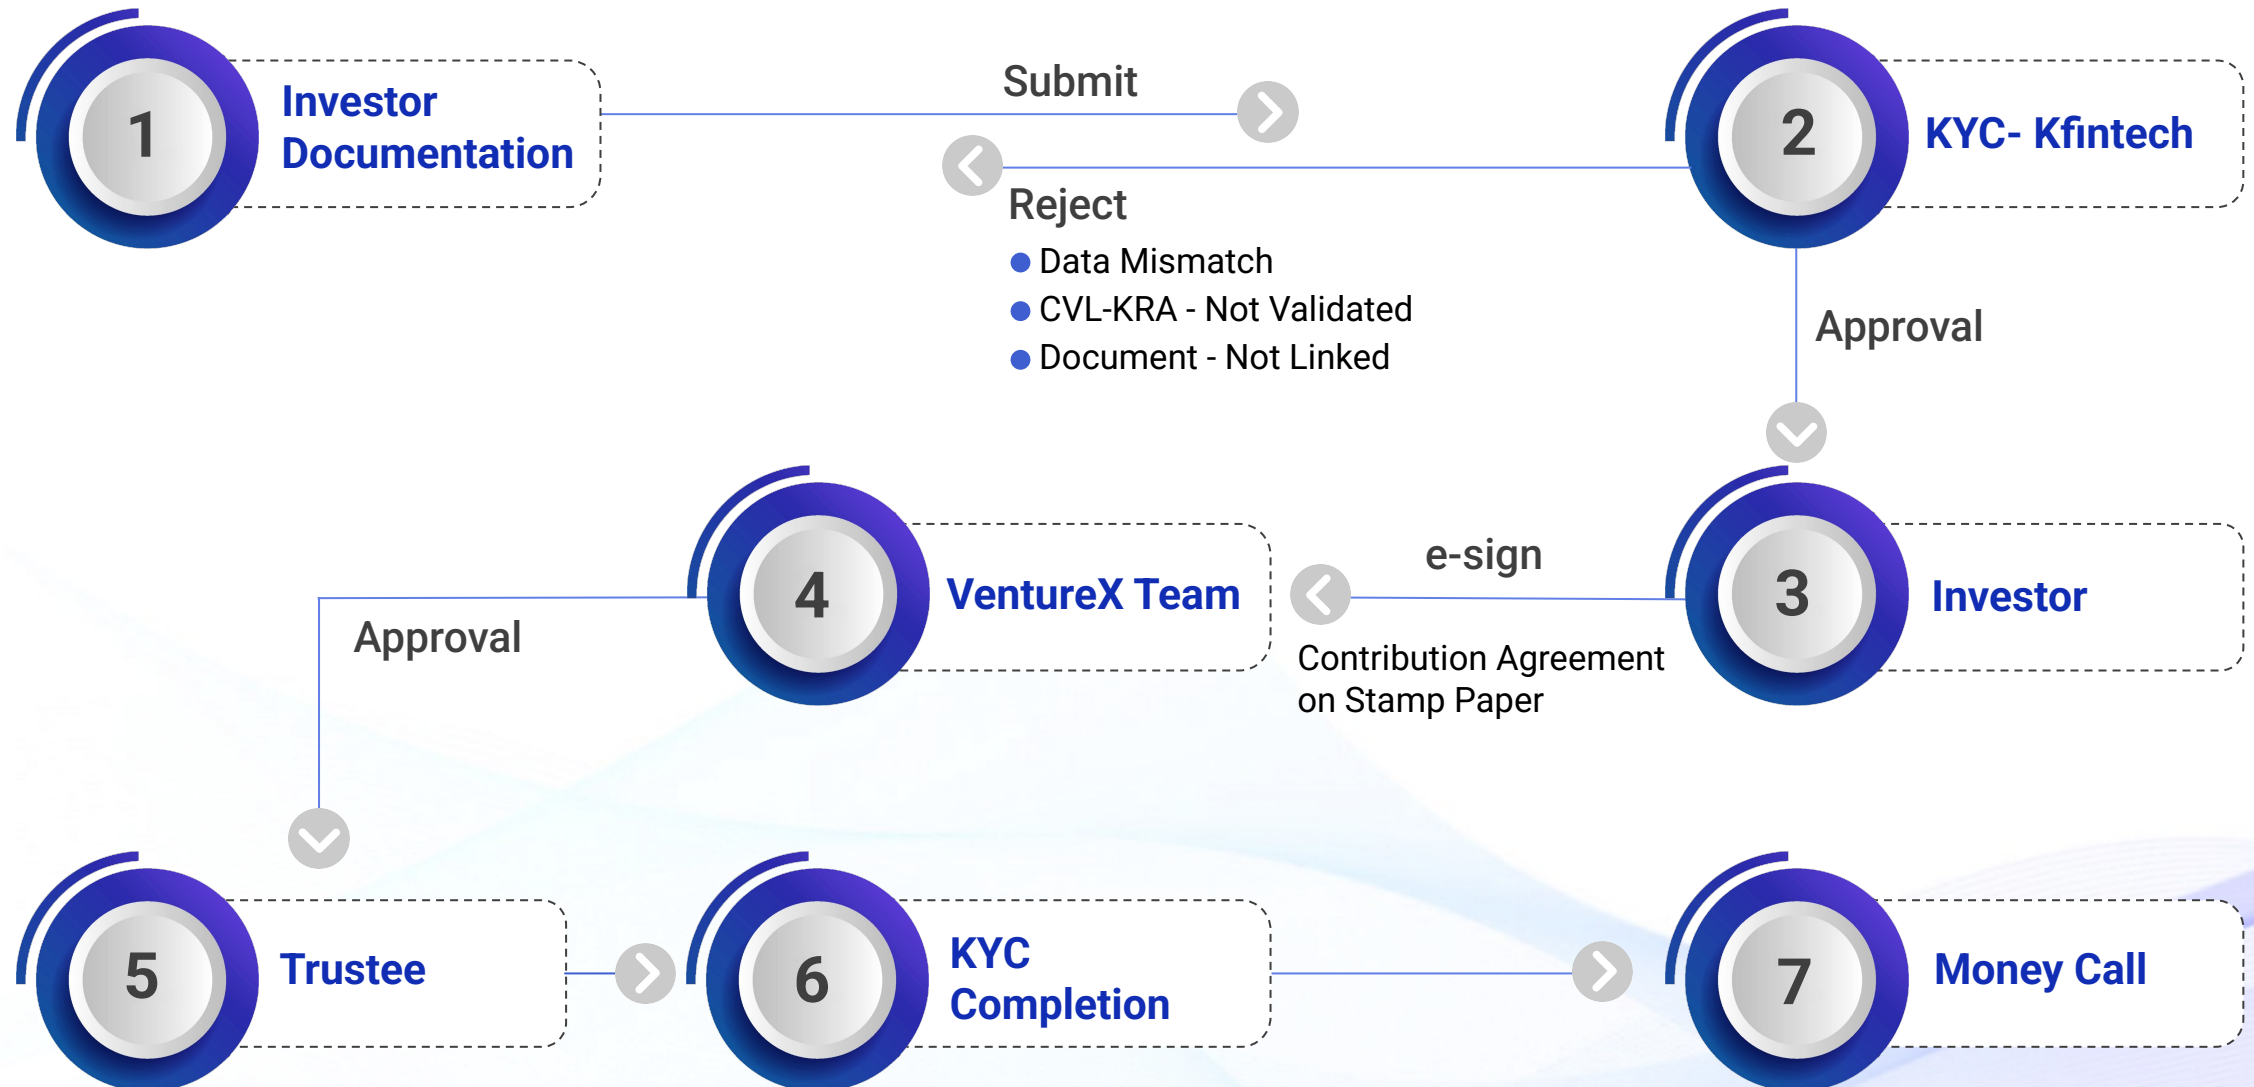 1
Investor
Documentation
Submit
2
KYC- Kfintech
Reject
Data Mismatch
CVL-KRA - Not Validated
Document - Not Linked
Approval
3
Investor
e-sign
Contribution Agreement
on Stamp Paper
4
VentureX Team
Approval
5
Trustee
6
KYC
Completion
7
Money Call